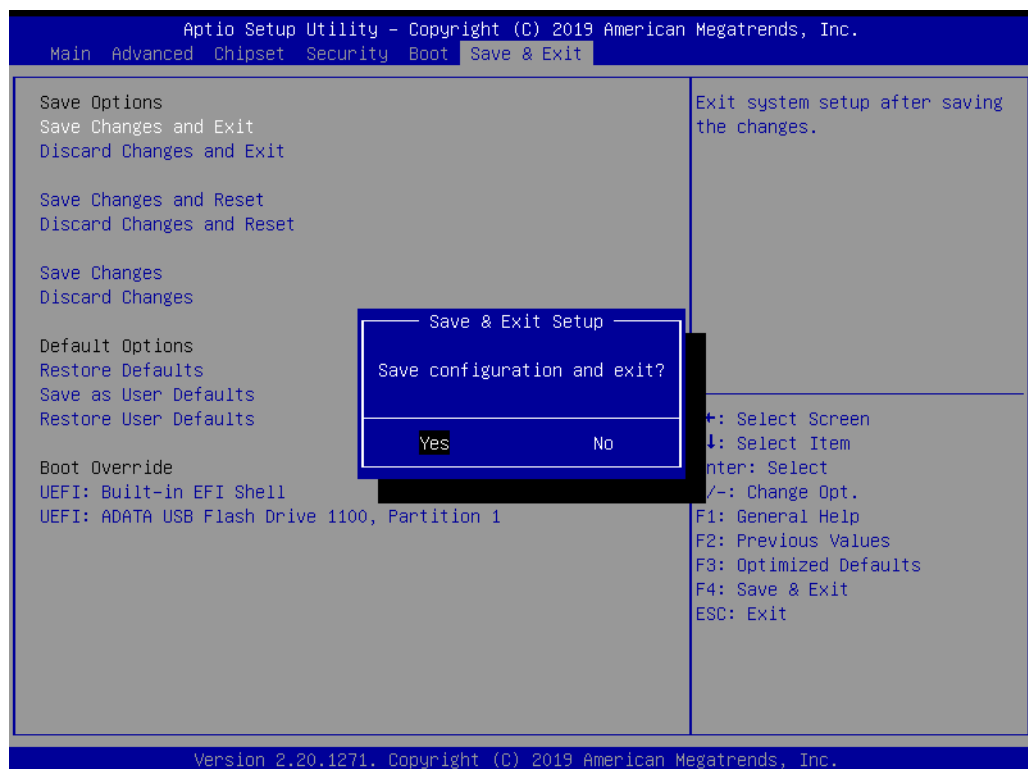 Aptio Setup Utility – Copyright (C) 2019 American Megatrends, Inc.
Main Advanced Chipset Security Boot Save & Exit
Save Options
Save Changes and Exit
Discard Changes and Exit
Save Changes and Reset
Discard Changes and Reset
Save Changes
Discard Changes
Default Options
Restore Defaults
Save as User Defaults
Restore User Defaults
Boot Override
UEFI: Built-in EFI Shell
UEFI: ADATA USB Flash Drive 1100, Partition 1
Save & Exit Setup
Save configuration and exit?
Yes No
Exit system setup after saving
the changes.
: Select Screen
: Select Item
nter: Select
/-: Change Opt.
F1: General Help
F2: Previous Values
F3: Optimized Defaults
F4: Save & Exit
ESC: Exit
Version 2.20.1271. Copyright (C) 2019 American Megatrends, Inc.